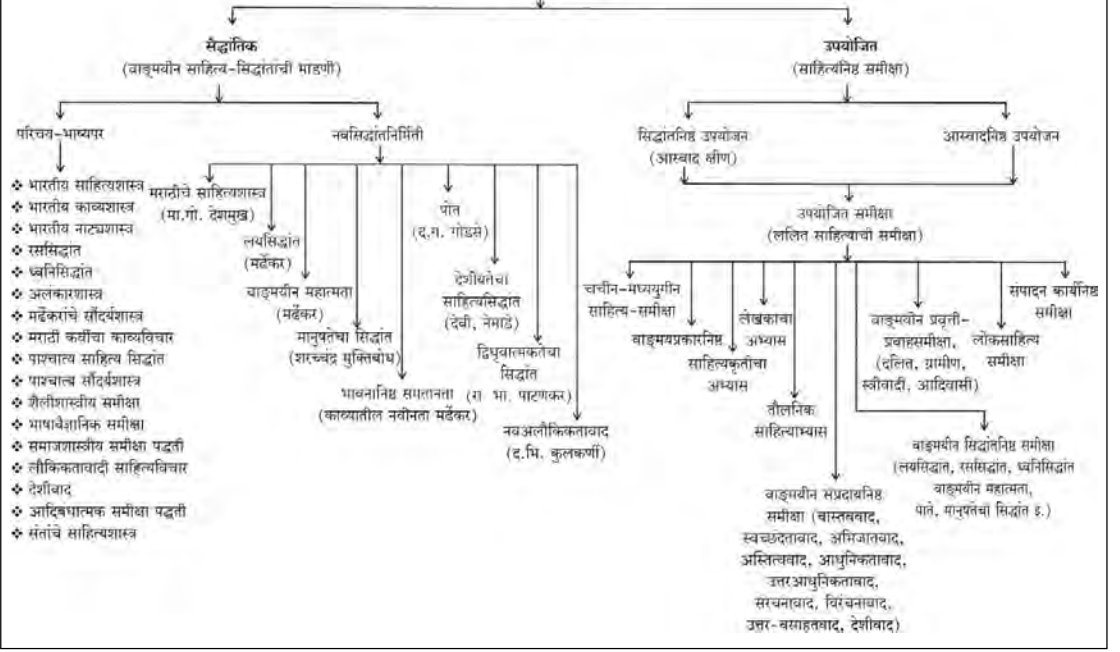 सैद्धांतिक
(वाङ्मयीन साहित्य-सिद्धांतांची मांडणी)
उपयोजित
(साहित्यनिष्ठ समीक्षा)
परिचय-भाष्यपर
नवसिद्धांतनिर्मिती
सिद्धांतनिष्ठ उपयोजन
(आस्वाद क्षीण)
आस्वादनिष्ठ उपयोजन
❖ भारतीय साहित्यशास्त्र
❖ भारतीय काव्यशास्त्र
❖ भारतीय नाट्यशास्त्र
❖ रससिद्धांत
❖ ध्वनिसिद्धांत
❖ अलंकारशास्त्र
❖ मर्ढेकरांचे सौंदर्यशास्त्र
❖ मराठी कवींचा काव्यविचार
❖ पाश्चात्य साहित्य सिद्धांत
❖ पाश्चात्य सौंदर्यशास्त्र
❖ शैलीशास्त्रीय समीक्षा
❖ भाषावैज्ञानिक समीक्षा
❖ समाजशास्त्रीय समीक्षा पद्धती
❖ लौकिकतावादी साहित्यविचार
❖ देशीवाद
❖ आदिबंधात्मक समीक्षा पद्धती
❖ संतांचे साहित्यशास्त्र
मराठीचे साहित्यशास्त्र
(मा.गो. देशमुख)
लयसिद्धांत
(मर्ढेकर)
वाङ्मयीन महात्मता
(मर्ढेकर)
मानुषतेचा सिद्धांत
(शरच्चंद्र मुक्तिबोध)
भावनानिष्ठ समतानता
(काव्यातील नवीनता मर्ढेकर)
पोत
(द.ग. गोडसे)
देशीयतेचा
साहित्यसिद्धांत
(देवी, नेमाडे)
द्विध्रुवात्मकतेचा
सिद्धांत
(रा. भा. पाटणकर)
नवअलौकिकतावाद
(द.भि. कुलकर्णी)
उपयोजित समीक्षा
(ललित साहित्याची समीक्षा)
-मध्ययुगीन
साहित्य-समीक्षा
वाङ्मयप्रकारनिष्ठ
साहित्यकृतीचा
अभ्यास
लेखकाचा
अभ्यास
तौलनिक
साहित्याभ्यास
वाङ्मयीन संप्रदायनिष्ठ
समीक्षा (वास्तववाद,
स्वच्छंदतावाद, अभिजातवाद,
अस्तित्ववाद, आधुनिकतावाद,
उत्तरआधुनिकतावाद,
संरचनावाद, विरचनावाद,
उत्तर-वसाहतवाद, देशीवाद)
वाङ्मयीन प्रवृत्ती-
प्रवाहसमीक्षा,
(दलित, ग्रामीण,
स्त्रीवादी, आदिवासी)
वाङ्मयीन सिद्धांतनिष्ठ समीक्षा
(लयसिद्धांत, रससिद्धांत, ध्वनिसिद्धांत
वाङ्मयीन महात्मता,
पाते, मानुषतेचा सिद्धांत इ.)
लोकसाहित्य
समीक्षा
संपादन कार्यनिष्ठ
समीक्षा